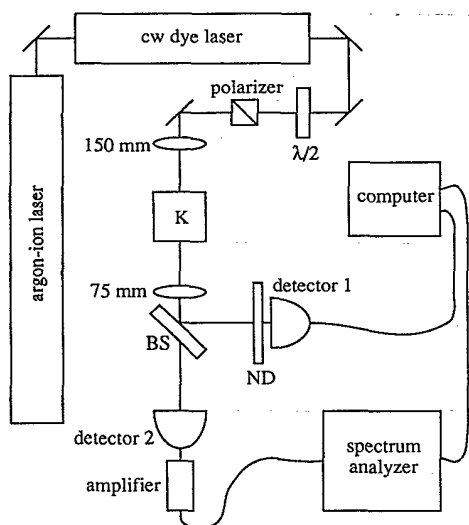 cw dye laser
polarizer
λ/2
150 mm
argon-ion laser
K
computer
75 mm
detector 1
BS
ND
detector 2
amplifier
spectrum
analyzer